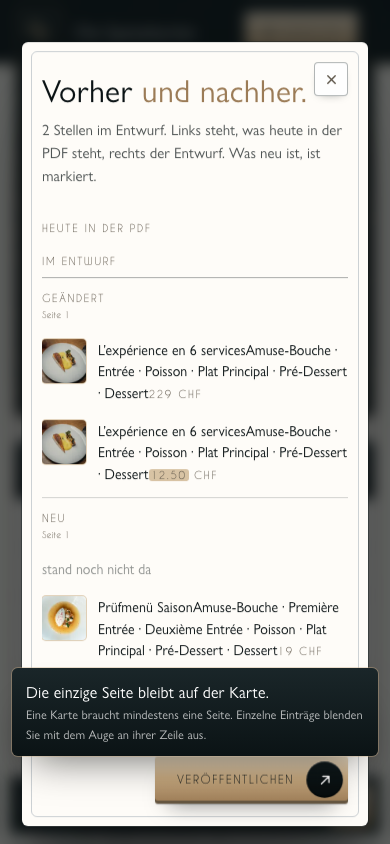 Vorher und nachher.
2 Stellen im Entwurf. Links steht, was heute in der
PDF steht, rechts der Entwurf. Was neu ist, ist
markiert.
HEUTE IN DER PDF
IM ENTWURF
GEÄNDERT
Seite 1
L'expérience en 6 servicesAmuse-Bouche ·
Entrée · Poisson · Plat Principal · Pré-Dessert
· Dessert229 CHF
L'expérience en 6 servicesAmuse-Bouche ·
Entrée · Poisson · Plat Principal · Pré-Dessert
· Dessert12.50 CHF
NEU
Seite 1
stand noch nicht da
Prüfmenü SaisonAmuse-Bouche · Première
Entrée · Deuxième Entrée · Poisson · Plat
Principal · Pré-Dessert · Dessert19 CHF
Die einzige Seite bleibt auf der Karte.
Eine Karte braucht mindestens eine Seite. Einzelne Einträge blenden
Sie mit dem Auge an ihrer Zeile aus.
VERÖFFENTLICHEN